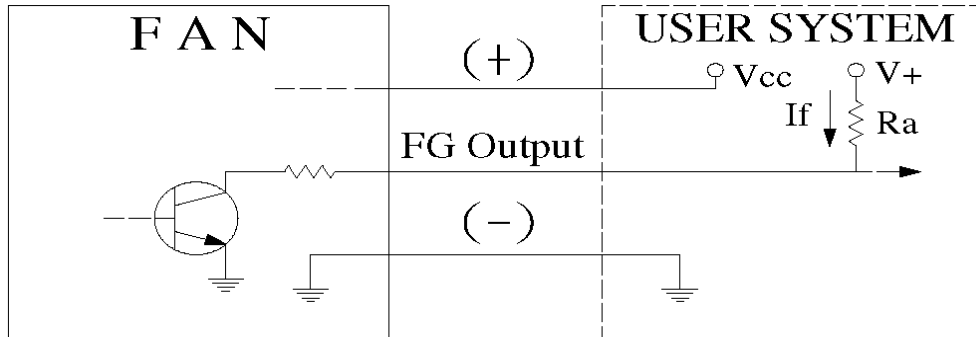 F A N
USER SYSTEM
(+)
Vcc
V+
If
Ra
FG Output
(-)